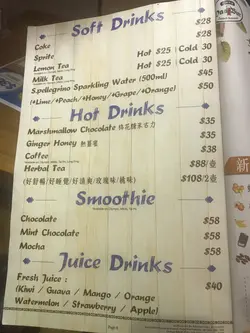 Soft Drinks
Coke $28
Sprite $28
Lemon Tea Hot $25 Cold 30
Milk Tea Hot $25 Cold 30
S.pellegrino Sparkling Water (500ml) $45
(*Lime/*Peach/*Honey/*Grape/*Orange) $50
Hot Drinks
Marshmallow Chocolate 棉花糖朱古力 $35
Ginger Honey 熱薑蜜 $35
Coffee $38
Herbal Tea $88/壺
$108/2壺
Smoothie
Chocolate $58
Mint Chocolate $58
Mocha $58
Juice Drinks
Fresh Juice : $40
(Kiwi / Guava / Mango / Orange
Watermelon / Strawberry / Apple)
新